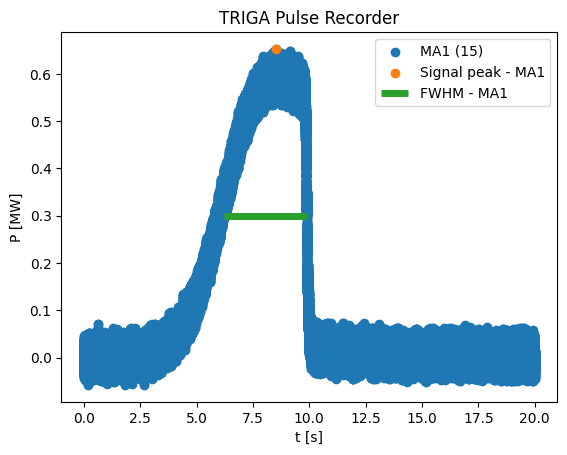 TRIGA Pulse Recorder
MA1 (15)
Signal peak - MA1
FWHM - MA1
P [MW]
0.6
0.5
0.4
0.3
0.2
0.1
0.0
0.0 2.5 5.0 7.5 10.0 12.5 15.0 17.5 20.0
t [s]